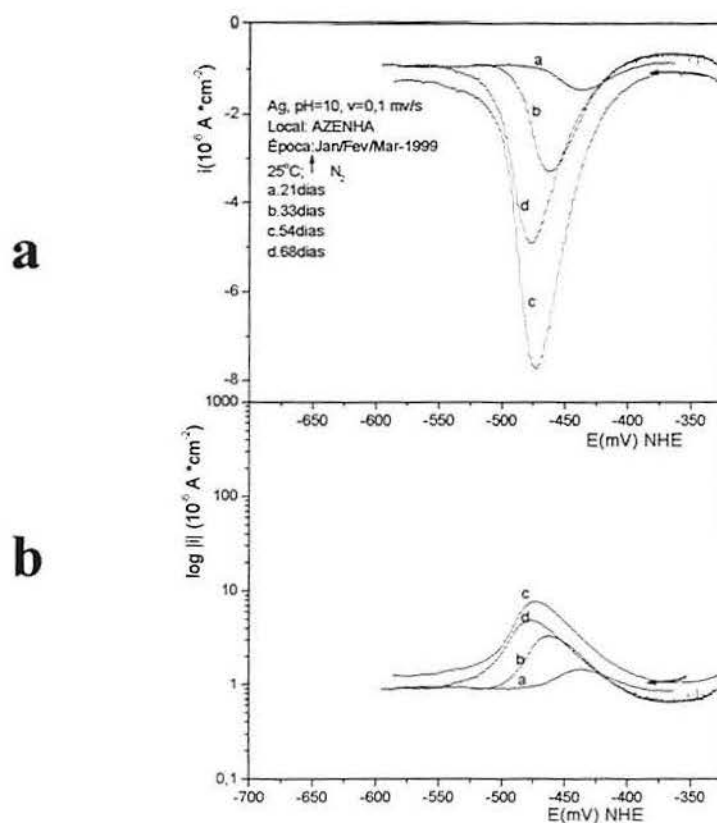 a
0
-2
-4
-6
-8
i(10⁻⁶ A *cm⁻²)
Ag, pH=10, v=0,1 mv/s
Local: AZENHA
Época:Jan/Fev/Mar-1999
25°C; ↑ N₂
a.21dias
b.33dias
c.54dias
d.68dias
a
b
d
c
-650 -600 -550 -500 -450 -400 -350
E(mV) NHE
b
1000
100
10
1
0,1
log |i| (10⁻⁶ A *cm⁻²)
c
d
b
a
-700 -650 -600 -550 -500 -450 -400 -350
E(mV) NHE